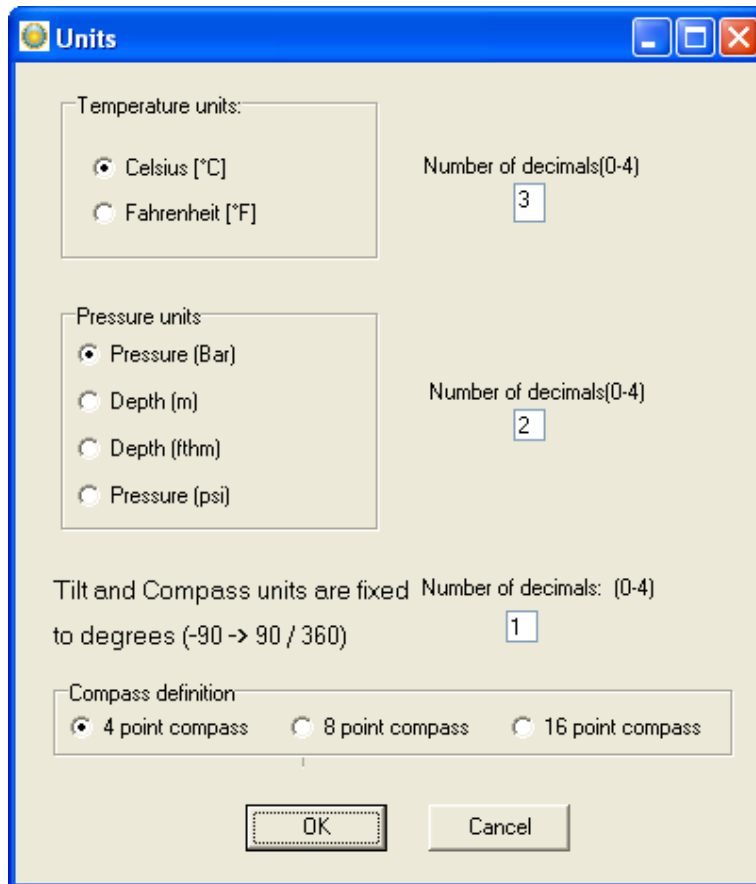 Units
Temperature units:
Celsius [°C]
Number of decimals(0-4)
3
Fahrenheit [°F]
Pressure units
Pressure (Bar)
Depth (m)
Number of decimals(0-4)
2
Depth (fthm)
Pressure (psi)
Tilt and Compass units are fixed
to degrees (-90 -> 90 / 360)
Number of decimals: (0-4)
1
Compass definition
4 point compass 8 point compass 16 point compass
OK Cancel